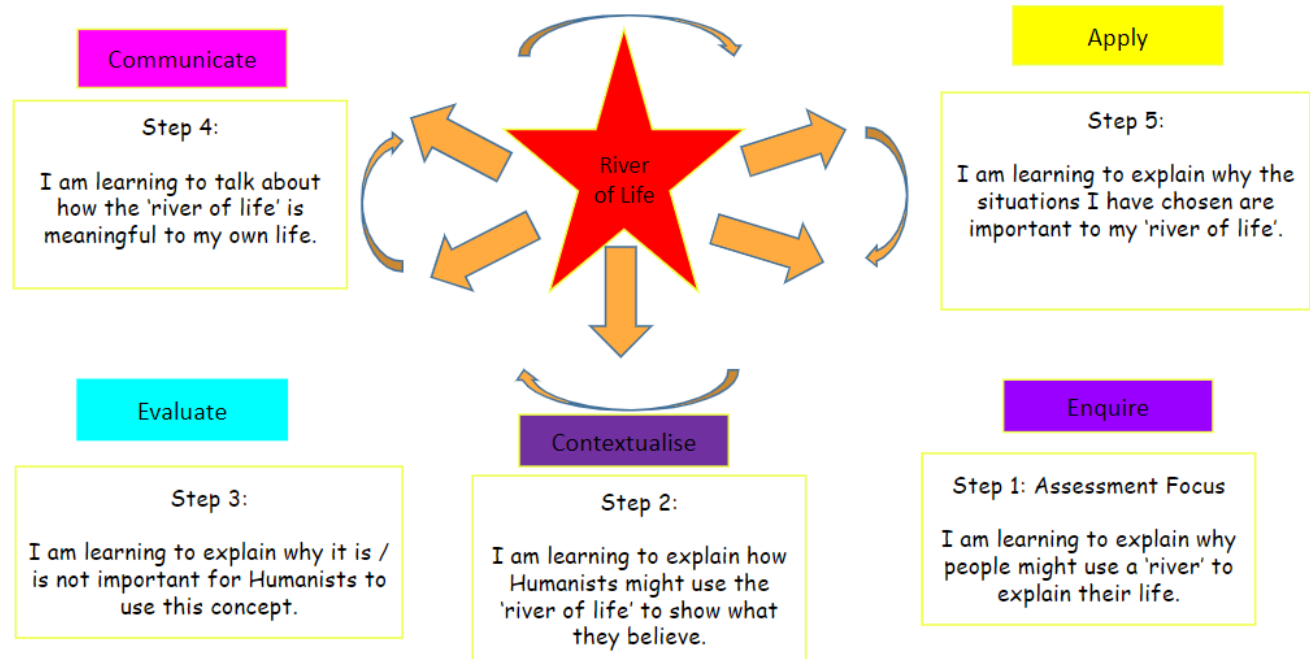 Communicate
Step 4:
I am learning to talk about
how the ‘river of life’ is
meaningful to my own life.
River
of Life
Apply
Step 5:
I am learning to explain why the
situations I have chosen are
important to my ‘river of life’.
Evaluate
Step 3:
I am learning to explain why it is /
is not important for Humanists to
use this concept.
Contextualise
Step 2:
I am learning to explain how
Humanists might use the
‘river of life’ to show what
they believe.
Enquire
Step 1: Assessment Focus
I am learning to explain why
people might use a ‘river’ to
explain their life.